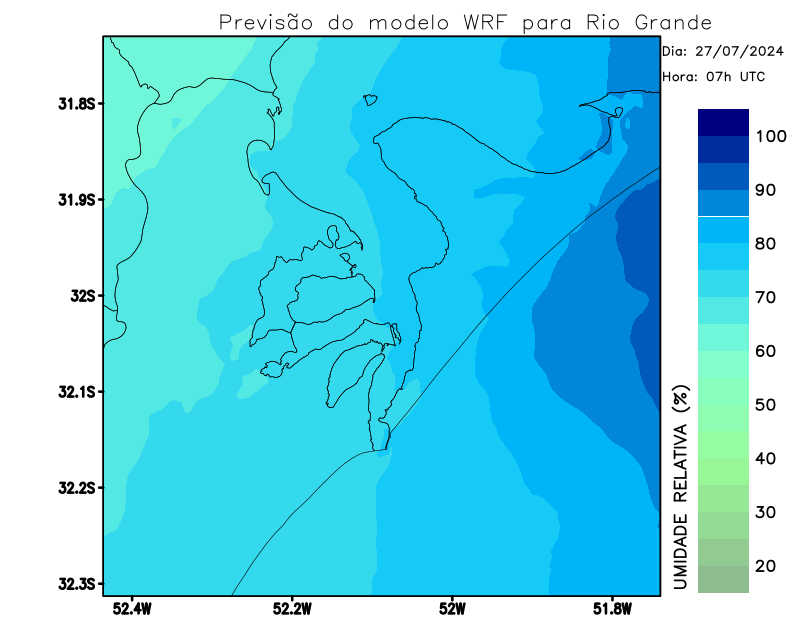 Previsão do modelo WRF para Rio Grande
Dia: 27/07/2024
Hora: 07h UTC
31.8S
31.9S
32S
32.1S
32.2S
32.3S
52.4W
52.2W
52W
51.8W
100
90
80
70
60
50
40
30
20
UMIDADE RELATIVA (%)